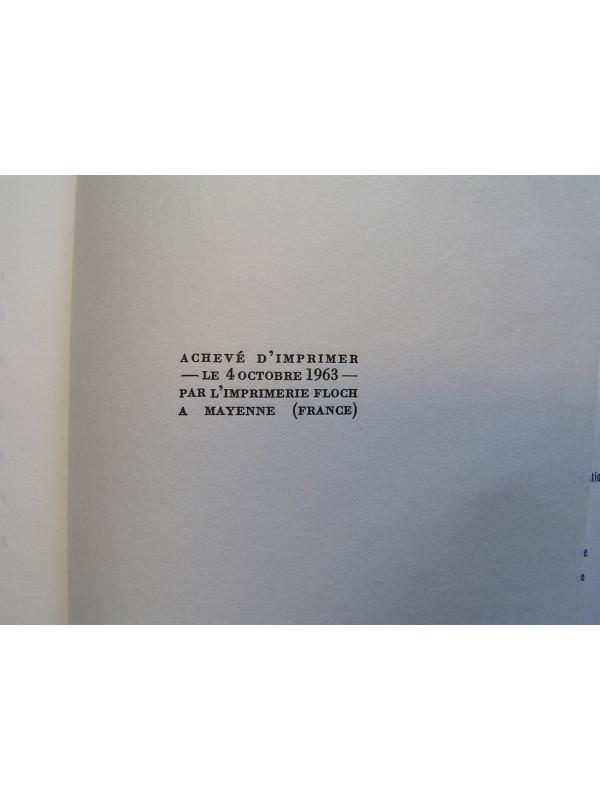 ACHEVÉ D'IMPRIMER
— LE 4 OCTOBRE 1963 —
PAR L'IMPRIMERIE FLOCH
A MAYENNE (FRANCE)